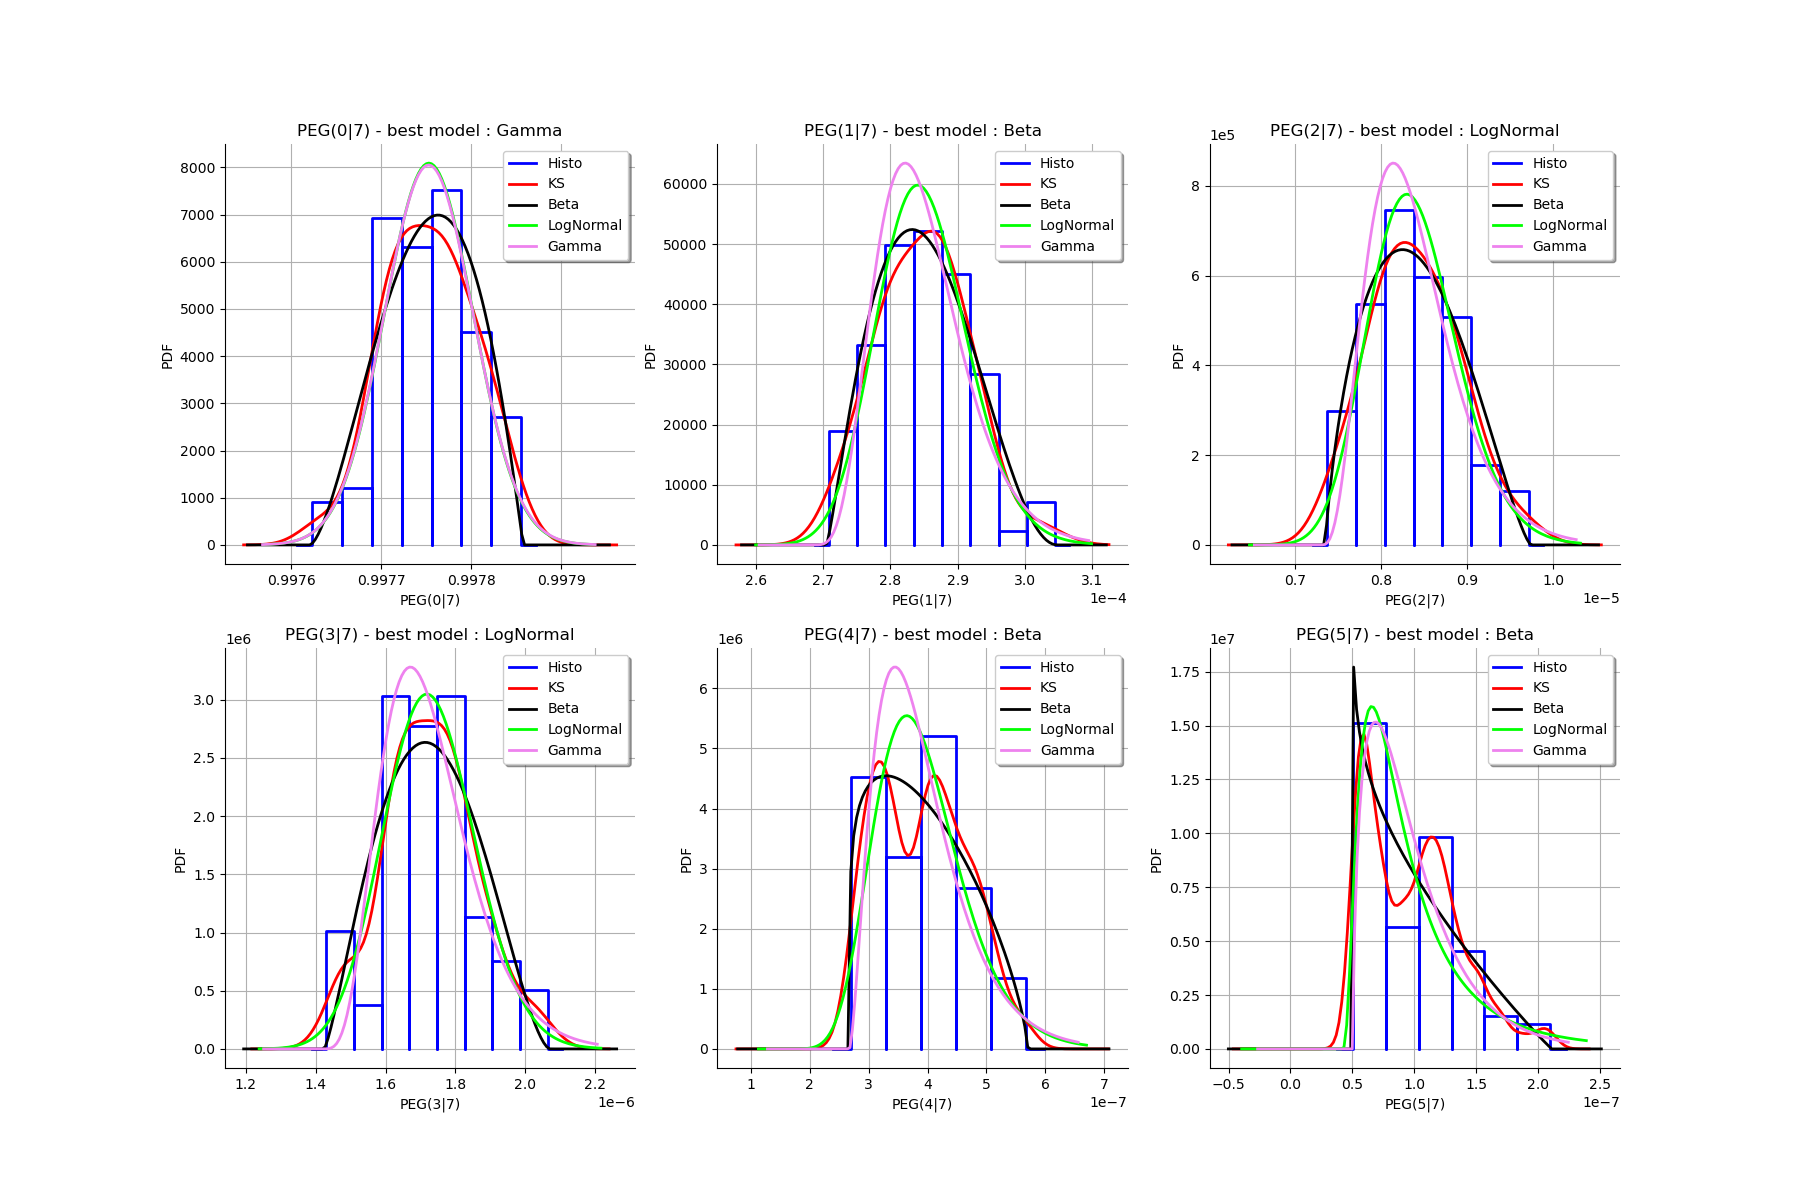 PEG(0|7) - best model : Gamma
Histo
KS
Beta
LogNormal
Gamma
PDF
8000
7000
6000
5000
4000
3000
2000
1000
0
0.9976 0.9977 0.9978 0.9979
PEG(0|7)
PEG(1|7) - best model : Beta
Histo
KS
Beta
LogNormal
Gamma
PDF
60000
50000
40000
30000
20000
10000
0
2.6 2.7 2.8 2.9 3.0 3.1
1e−4
PEG(1|7)
PEG(2|7) - best model : LogNormal
1e5
Histo
KS
Beta
LogNormal
Gamma
PDF
8
6
4
2
0
0.7 0.8 0.9 1.0
1e−5
PEG(2|7)
PEG(3|7) - best model : LogNormal
1e6
Histo
KS
Beta
LogNormal
Gamma
PDF
3.0
2.5
2.0
1.5
1.0
0.5
0.0
1.2 1.4 1.6 1.8 2.0 2.2
1e−6
PEG(3|7)
PEG(4|7) - best model : Beta
1e6
Histo
KS
Beta
LogNormal
Gamma
PDF
6
5
4
3
2
1
0
1 2 3 4 5 6 7
1e−7
PEG(4|7)
PEG(5|7) - best model : Beta
1e7
Histo
KS
Beta
LogNormal
Gamma
PDF
1.75
1.50
1.25
1.00
0.75
0.50
0.25
0.00
−0.5 0.0 0.5 1.0 1.5 2.0 2.5
1e−7
PEG(5|7)